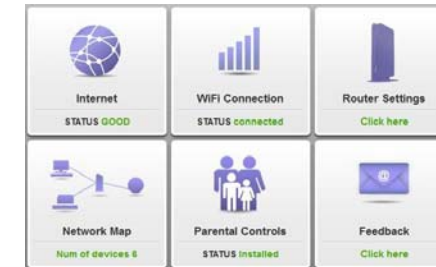 Internet
STATUS GOOD
WiFi Connection
STATUS connected
Router Settings
Click here
Network Map
Num of devices 6
Parental Controls
STATUS Installed
@
Feedback
Click here